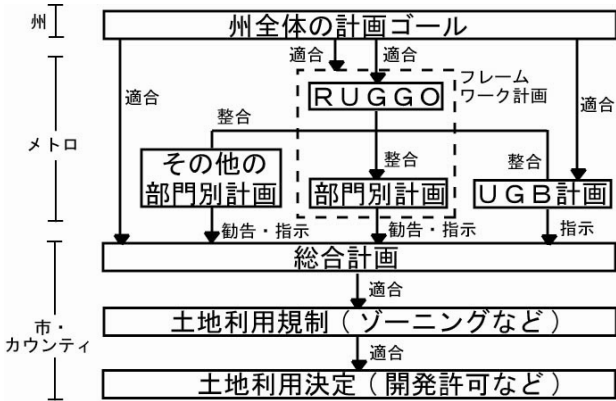 州
州全体の計画ゴール
適合
適合
適合
適合
フレーム
ワーク計画
RUGGO
メトロ
整合
整合
整合
その他の
部門別計画
部門別計画
UGB計画
勧告・指示
勧告・指示
指示
総合計画
適合
市・
カウンティ
土地利用規制(ゾーニングなど)
適合
土地利用決定(開発許可など)